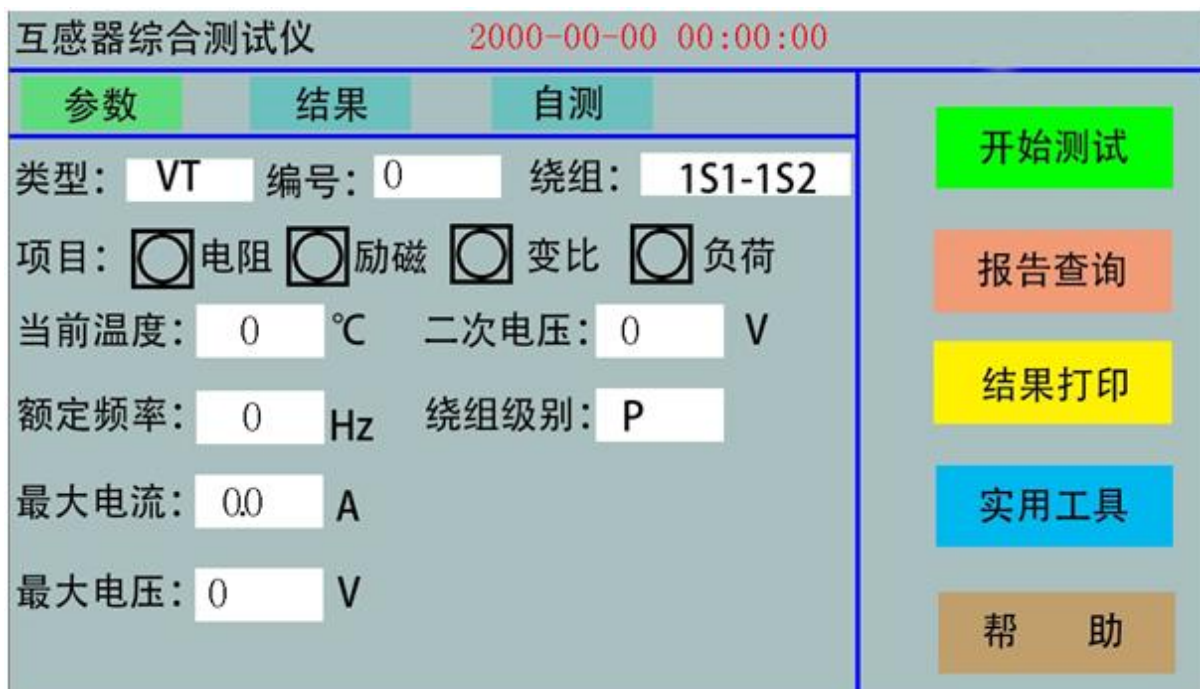 互感器综合测试仪 2000-00-00 00:00:00
参数 结果 自测
类型： VT 编号： 0 绕组： 1S1-1S2
项目： 电阻 励磁 变比 负荷
当前温度： 0 ℃ 二次电压： 0 V
额定频率： 0 Hz 绕组级别： P
最大电流： 0.0 A
最大电压： 0 V
开始测试
报告查询
结果打印
实用工具
帮 助